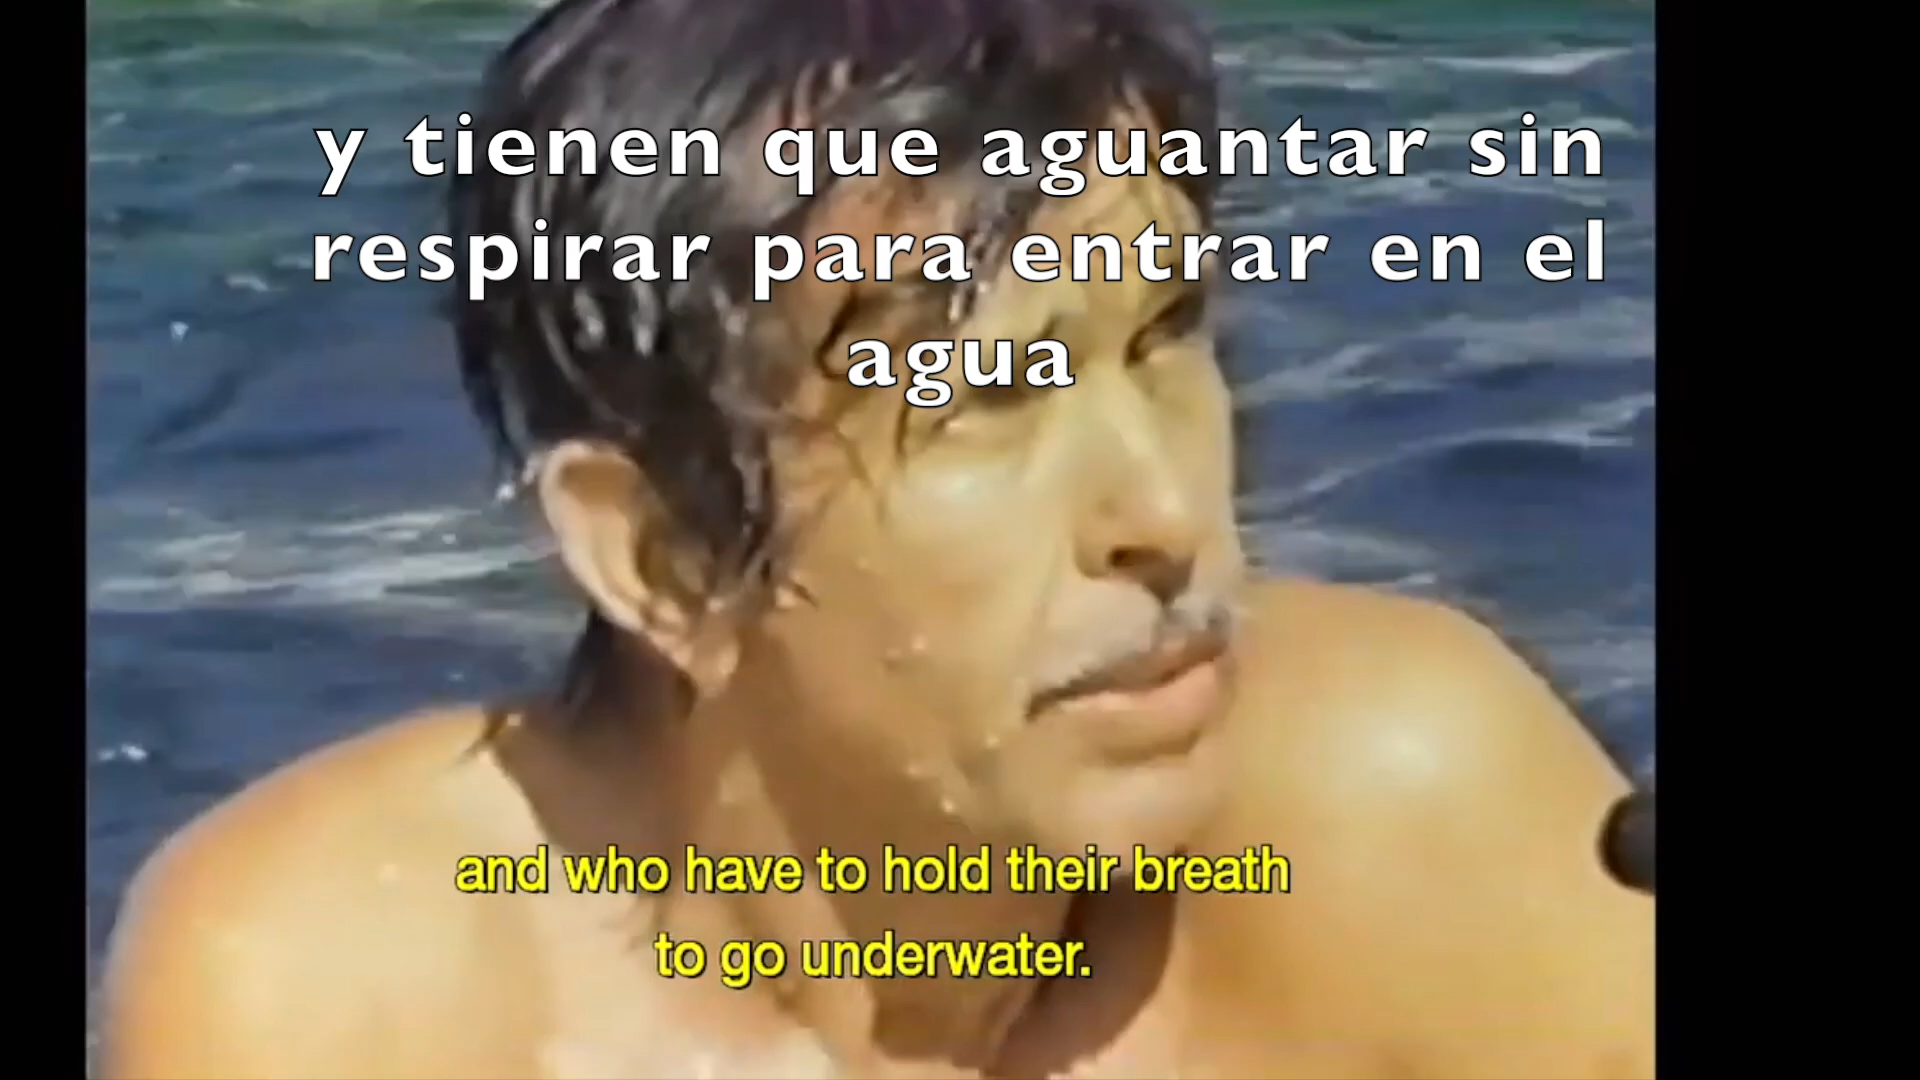 y tienen que aguantar sin
respirar para entrar en el
agua
and who have to hold their breath
to go underwater.